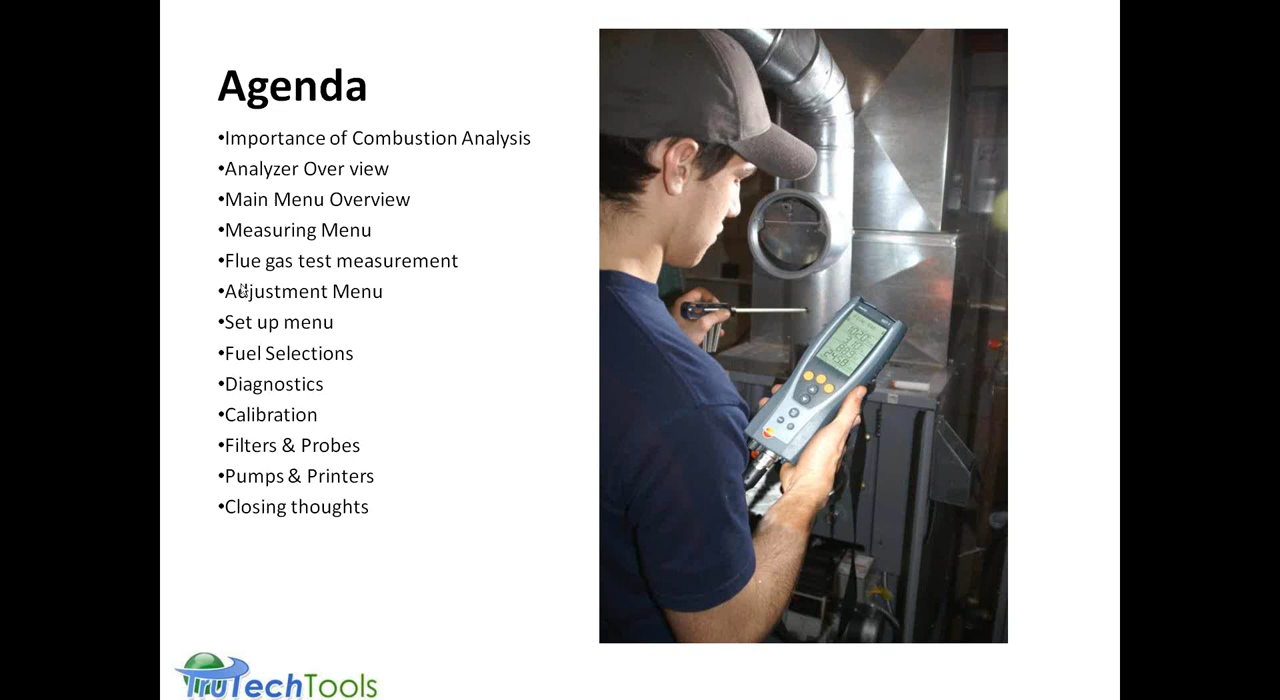 Agenda
•Importance of Combustion Analysis
•Analyzer Over view
•Main Menu Overview
•Measuring Menu
•Flue gas test measurement
•Adjustment Menu
•Set up menu
•Fuel Selections
•Diagnostics
•Calibration
•Filters & Probes
•Pumps & Printers
•Closing thoughts
TruTechTools